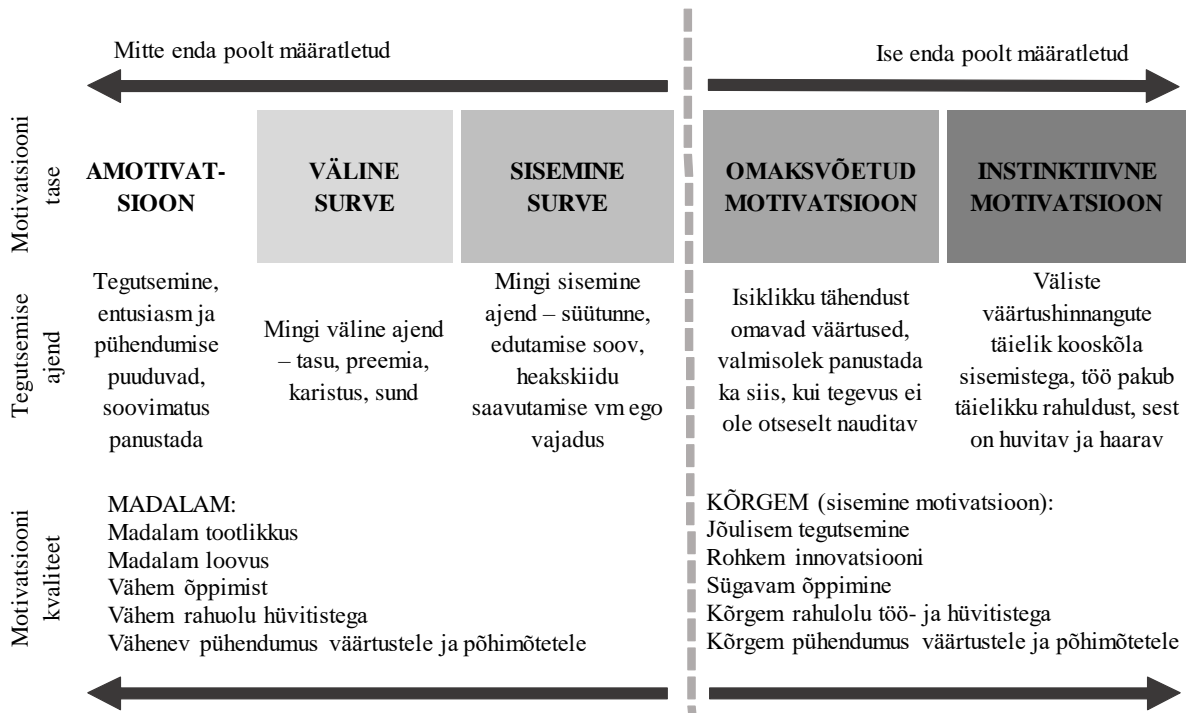 Mitte enda poolt määratletud
Ise enda poolt määratletud
Motivatsiooni
tase
AMOTIVAT-
SIOON
VÄLINE
SURVE
SISEMINE
SURVE
OMAKSVÕETUD
MOTIVATSIOON
INSTINKTIIVNE
MOTIVATSIOON
Tegutsemise
ajend
Tegutsemine,
entusiasm ja
pühendumise
puuduvad,
soovimatus
panustada
Mingi väline ajend
– tasu, preemia,
karistus, sund
Mingi sisemine
ajend – süütunne,
edutamise soov,
heakskiidu
saavutamise vm ego
vajadus
Isiklikku tähendust
omavad väärtused,
valmisolek panustada
ka siis, kui tegevus ei
ole otseselt nauditav
Väliste
väärtushinnangute
täielik kooskõla
sisemistega, töö pakub
täielikku rahuldust, sest
on huvitav ja haarav
Motivatsiooni
kvaliteet
MADALAM:
Madalam tootlikkus
Madalam loovus
Vähem õppimist
Vähem rahuolu hüvitistega
Vähenev pühendumus väärtustele ja põhimõtetele
KÕRGEM (sisemine motivatsioon):
Jõulisem tegutsemine
Rohkem innovatsiooni
Sügavam õppimine
Kõrgem rahulolu töö- ja hüvitistega
Kõrgem pühendumus väärtustele ja põhimõtetele